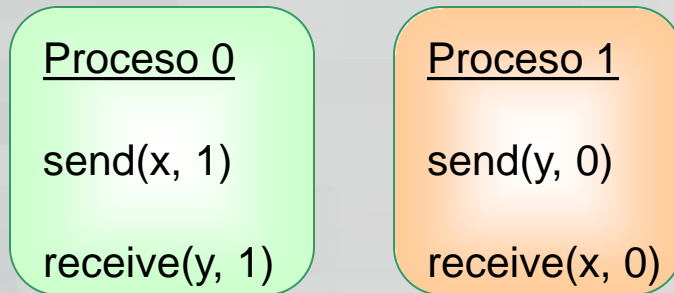 Proceso 0
send(x, 1)
receive(y, 1)
Proceso 1
send(y, 0)
receive(x, 0)